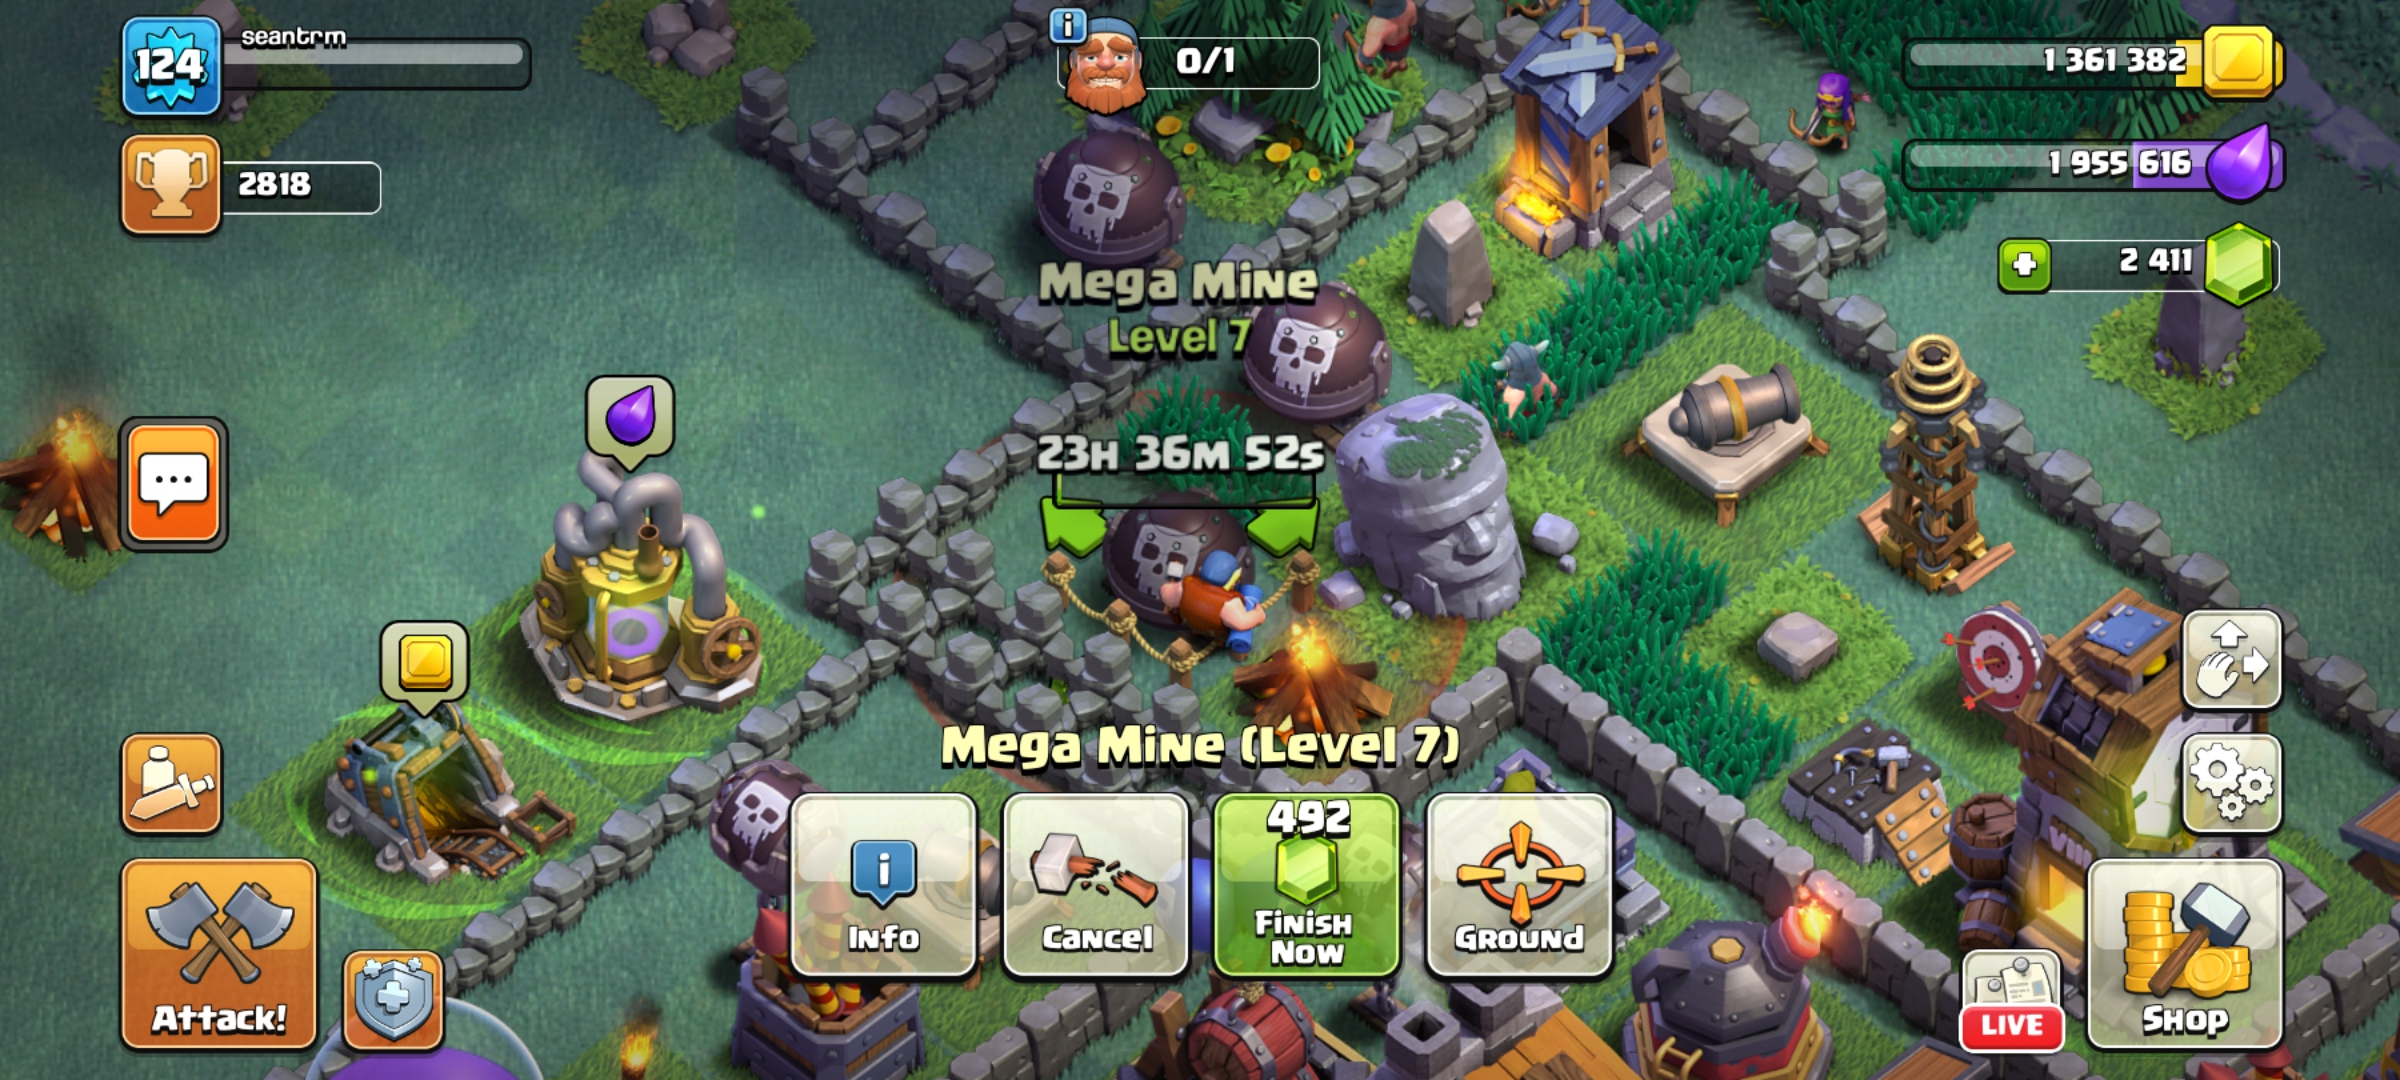 124
seantrm
0/1
1 361 382
2818
1 955 616
2 411
Mega Mine
Level 7
23H 36M 52s
Mega Mine (Level 7)
Info
Cancel
492
Finish
Now
Ground
Attack!
LIVE
Shop